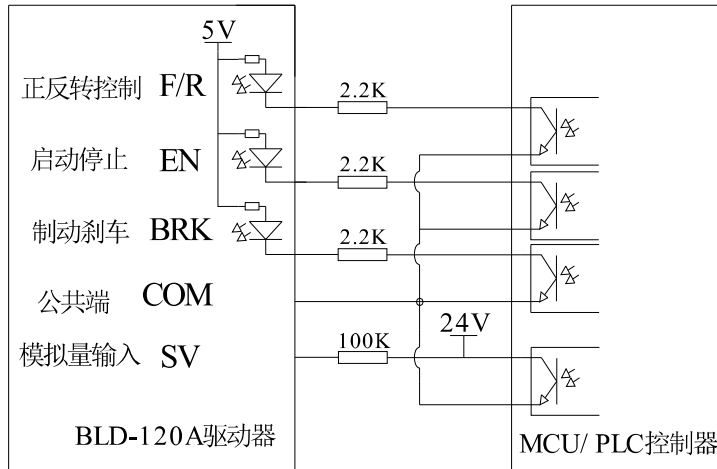 5V
正反转控制 F/R
2.2K
启动停止 EN
2.2K
制动刹车 BRK
2.2K
公共端 COM
24V
模拟量输入 SV
100K
BLD-120A驱动器
MCU/ PLC控制器